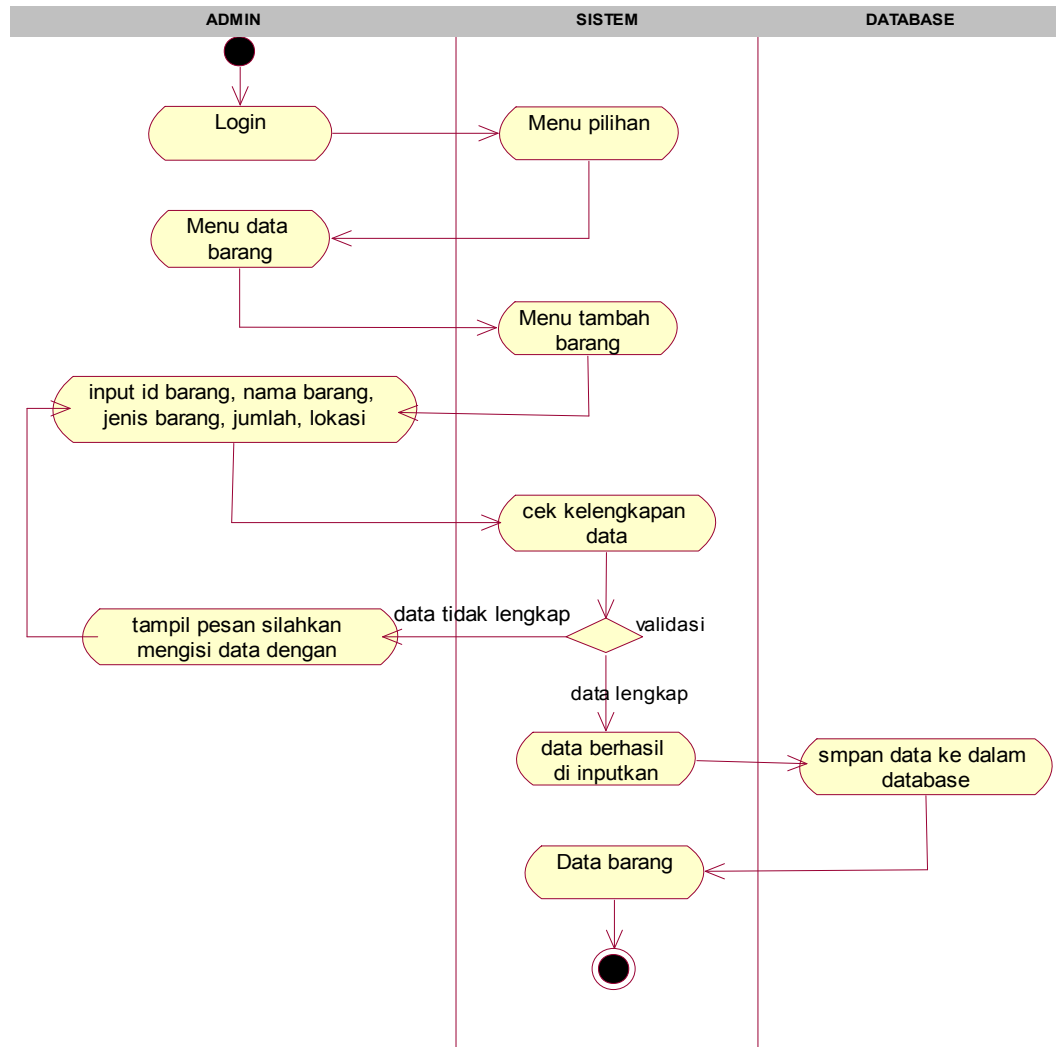 ADMIN
SISTEM
DATABASE
Login
Menu pilihan
Menu data
barang
Menu tambah
barang
input id barang, nama barang,
jenis barang, jumlah, lokasi
cek kelengkapan
data
data tidak lengkap
validasi
tampil pesan silahkan
mengisi data dengan
data lengkap
data berhasil
di inputkan
smpan data ke dalam
database
Data barang